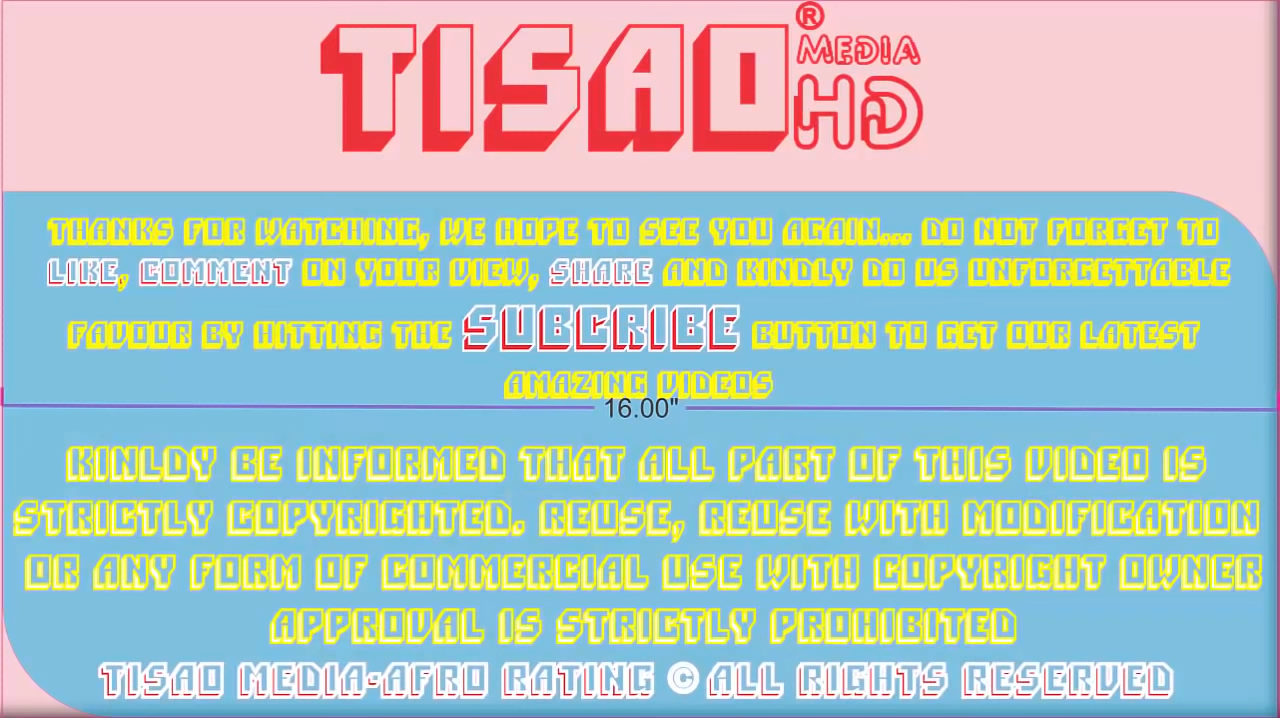 TISAO ® MEDIA HD
THANKS FOR WATCHING, WE HOPE TO SEE YOU AGAIN... DO NOT FORGET TO
LIKE, COMMENT ON YOUR VIEW, SHARE AND KINDLY DO US UNFORGETTABLE
FAVOUR BY HITTING THE SUBCRIBE BUTTON TO GET OUR LATEST
AMAZING VIDEOS
16.00"
KINLDY BE INFORMED THAT ALL PART OF THIS VIDEO IS
STRICTLY COPYRIGHTED. REUSE, REUSE WITH MODIFICATION
OR ANY FORM OF COMMERCIAL USE WITH COPYRIGHT OWNER
APPROVAL IS STRICTLY PROHIBITED
TISAO MEDIA-AFRO RATING © ALL RIGHTS RESERVED